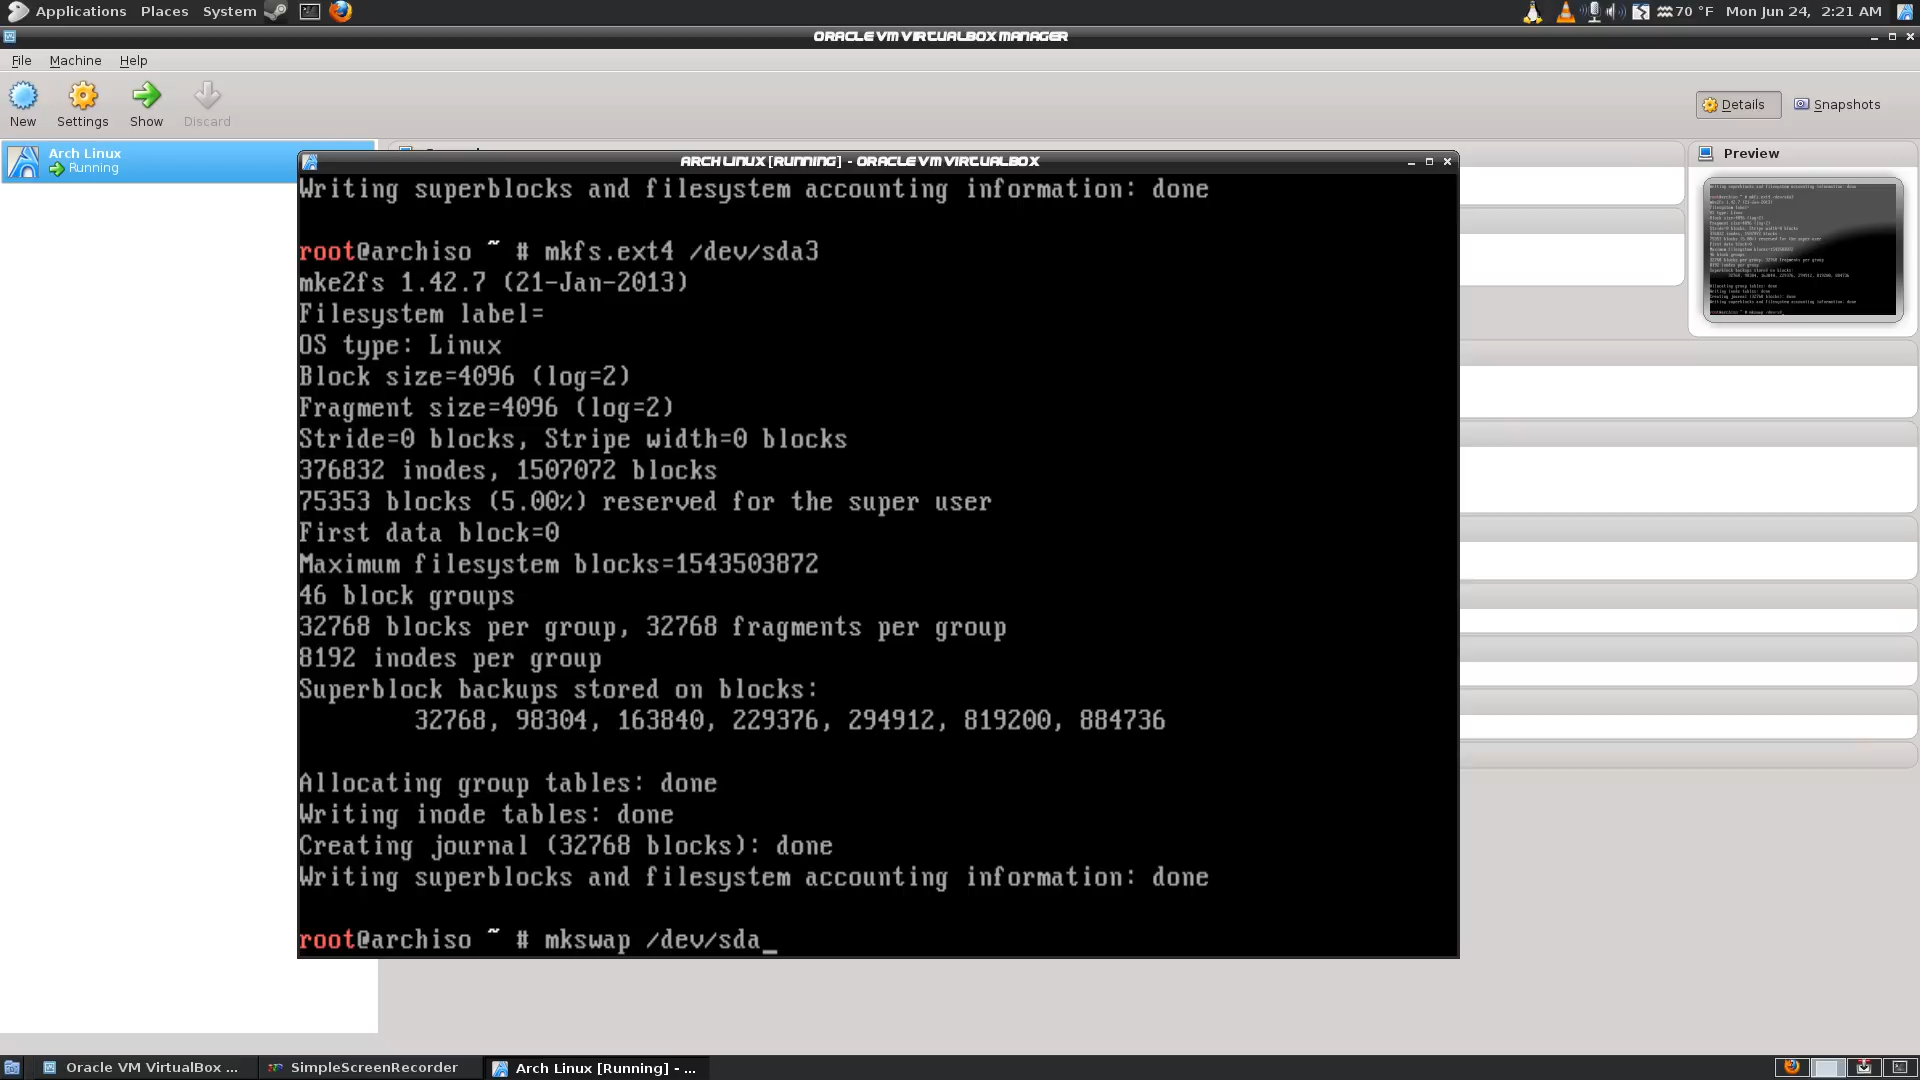 Applications Places System 70 °F Mon Jun 24, 2:21 AM
ORACLE VM VIRTUALBOX MANAGER
File Machine Help
New Settings Show Discard Details Snapshots
Arch Linux
Running
Preview
ARCH LINUX [RUNNING] - ORACLE VM VIRTUALBOX
Writing superblocks and filesystem accounting information: done
root@archiso ~ # mkfs.ext4 /dev/sda3
mke2fs 1.42.7 (21-Jan-2013)
Filesystem label=
OS type: Linux
Block size=4096 (log=2)
Fragment size=4096 (log=2)
Stride=0 blocks, Stripe width=0 blocks
376832 inodes, 1507072 blocks
75353 blocks (5.00%) reserved for the super user
First data block=0
Maximum filesystem blocks=1543503872
46 block groups
32768 blocks per group, 32768 fragments per group
8192 inodes per group
Superblock backups stored on blocks:
32768, 98304, 163840, 229376, 294912, 819200, 884736
Allocating group tables: done
Writing inode tables: done
Creating journal (32768 blocks): done
Writing superblocks and filesystem accounting information: done
root@archiso ~ # mkswap /dev/sda_
Oracle VM VirtualBox ... SimpleScreenRecorder Arch Linux [Running] - ...